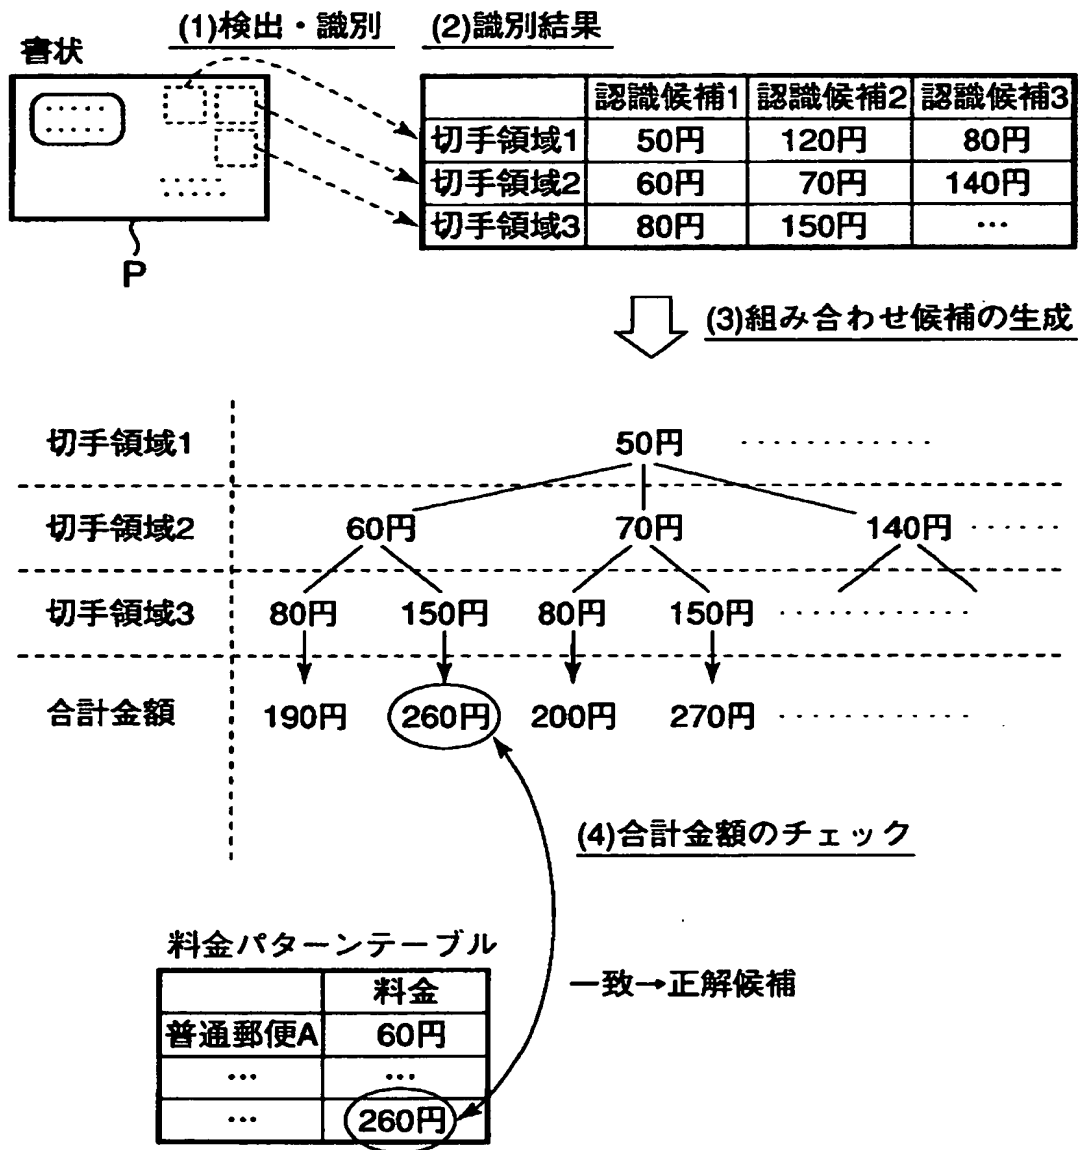 (1)検出・識別 (2)識別結果
書状
認識候補1 認識候補2 認識候補3
切手領域1 50円 120円 80円
切手領域2 60円 70円 140円
切手領域3 80円 150円 …
P
(3)組み合わせ候補の生成
切手領域1 50円 ············
切手領域2 60円 70円 140円 ······
切手領域3 80円 150円 80円 150円 ············
合計金額 190円 260円 200円 270円 ············
(4)合計金額のチェック
料金パターンテーブル
一致→正解候補
料金
普通郵便A 60円
… …
… 260円